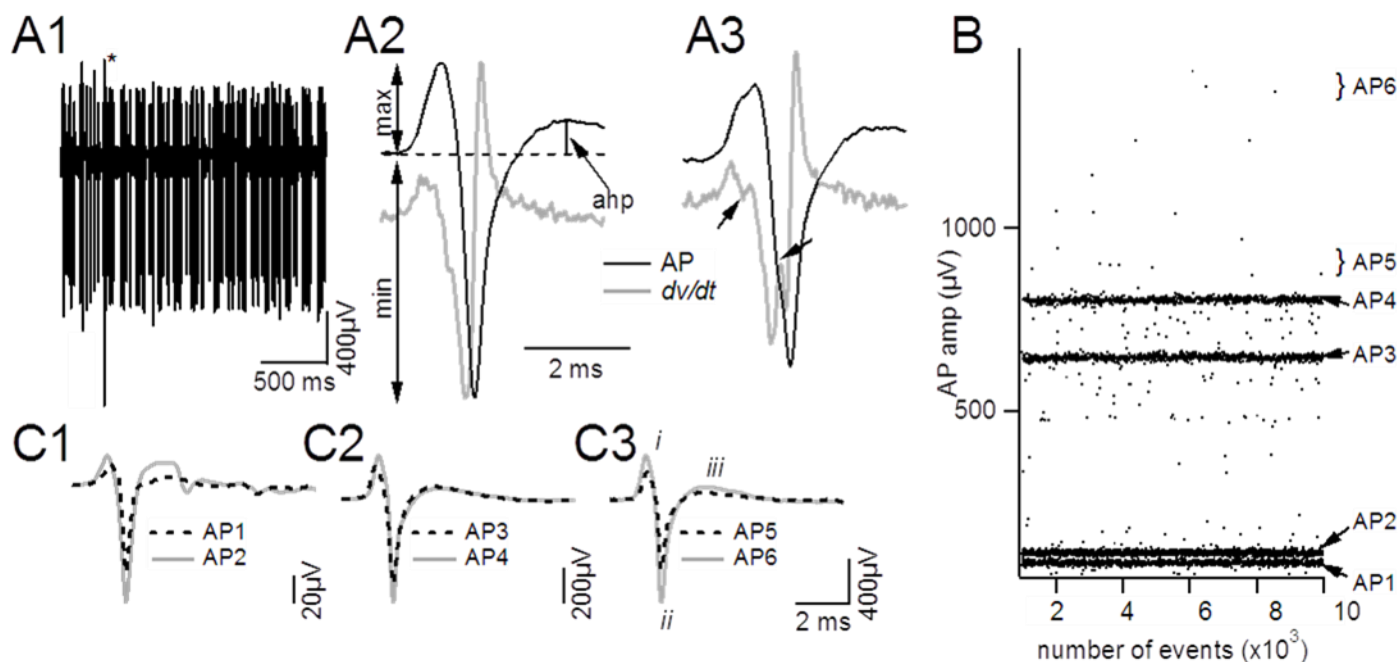 A1
*
400µV
500 ms
A2
max
min
ahp
AP
dv/dt
2 ms
A3
B
AP amp (µV)
1000
500
AP6
AP5
AP4
AP3
AP2
AP1
2 4 6 8 10
number of events (x10³)
C1
AP1
AP2
20µV
C2
AP3
AP4
200µV
C3
i
ii
iii
AP5
AP6
400µV
2 ms